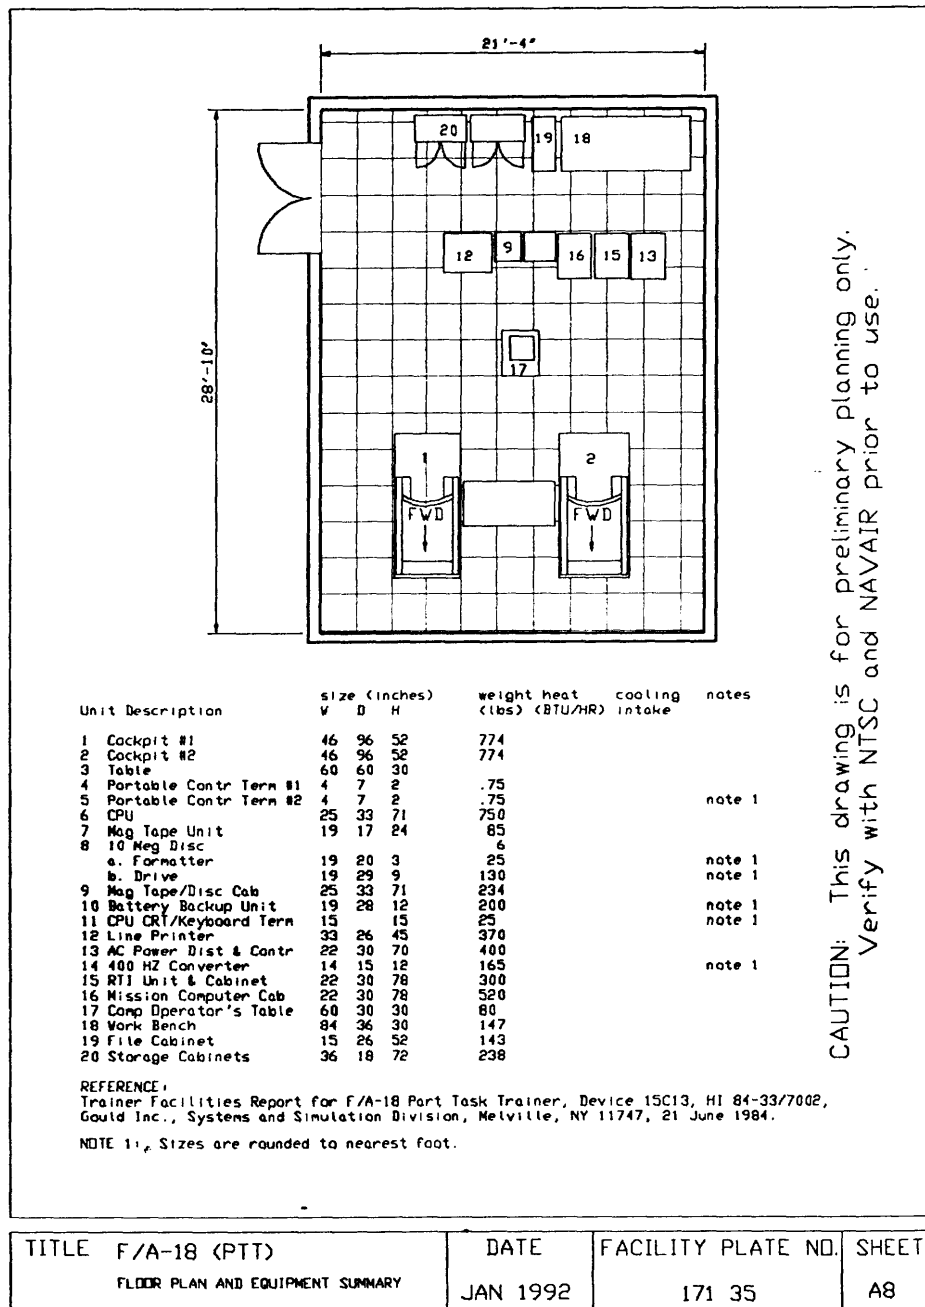 21'-4"
28'-10"
20
19
18
12
9
16
15
13
17
1
2
FWD
FWD
CAUTION: This drawing is for preliminary planning only.
Verify with NTSC and NAVAIR prior to use.
size (inches) weight heat cooling notes
Unit Description W D H (lbs) (BTU/HR) intake
1 Cockpit #1 46 96 52 774
2 Cockpit #2 46 96 52 774
3 Table 60 60 30
4 Portable Contr Term #1 4 7 2 .75
5 Portable Contr Term #2 4 7 2 .75 note 1
6 CPU 25 33 71 750
7 Mag Tape Unit 19 17 24 85
8 10 Meg Disc 6
a. Formatter 19 20 3 25 note 1
b. Drive 19 29 9 130 note 1
9 Mag Tape/Disc Cab 25 33 71 234
10 Battery Backup Unit 19 28 12 200 note 1
11 CPU CRT/Keyboard Term 15 15 25 note 1
12 Line Printer 33 26 45 370
13 AC Power Dist & Contr 22 30 70 400
14 400 HZ Converter 14 15 12 165 note 1
15 RTI Unit & Cabinet 22 30 78 300
16 Mission Computer Cab 22 30 78 520
17 Comp Operator's Table 60 30 30 80
18 Work Bench 84 36 30 147
19 File Cabinet 15 26 52 143
20 Storage Cabinets 36 18 72 238
REFERENCE:
Trainer Facilities Report for F/A-18 Part Task Trainer, Device 15C13, HI 84-33/7002,
Gould Inc., Systems and Simulation Division, Melville, NY 11747, 21 June 1984.
NOTE 1: Sizes are rounded to nearest foot.
TITLE F/A-18 (PTT)
FLOOR PLAN AND EQUIPMENT SUMMARY
DATE
JAN 1992
FACILITY PLATE NO.
171 35
SHEET
A8